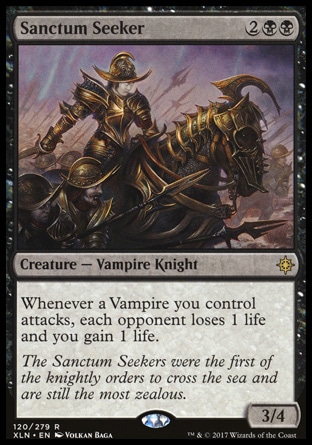 Sanctum Seeker 2
Creature — Vampire Knight
Whenever a Vampire you control
attacks, each opponent loses 1 life
and you gain 1 life.
The Sanctum Seekers were the first of
the knightly orders to cross the sea and
are still the most zealous.
3/4
120/279 R
XLN • EN Volkan Baga
™ & © 2017 Wizards of the Coast